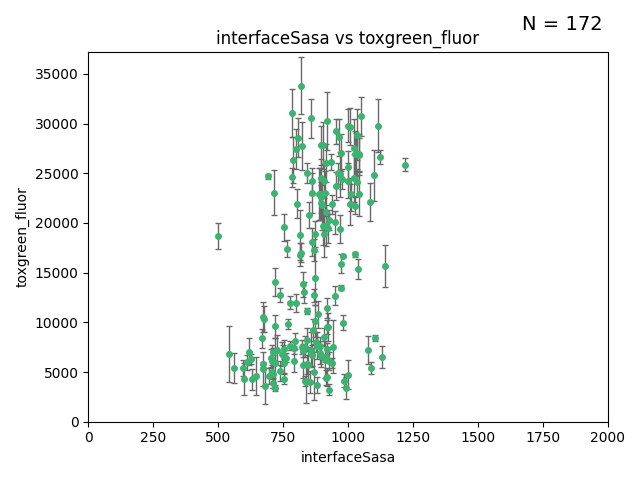 N = 172
interfaceSasa vs toxgreen_fluor
toxgreen_fluor
35000
30000
25000
20000
15000
10000
5000
0
0 250 500 750 1000 1250 1500 1750 2000
interfaceSasa